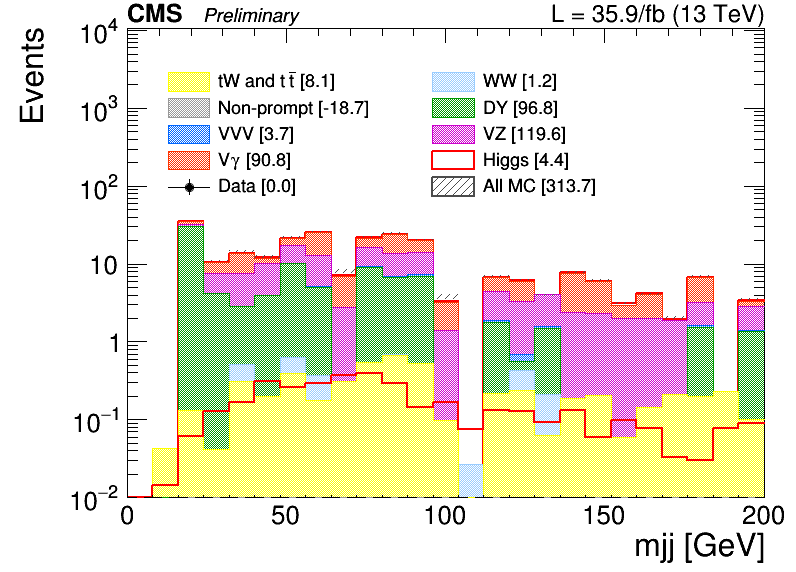 CMS Preliminary L = 35.9/fb (13 TeV)
Events
10⁴
10³
10²
10
1
10⁻¹
10⁻²
tW and t t̅ [8.1]
Non-prompt [-18.7]
VVV [3.7]
Vγ [90.8]
Data [0.0]
WW [1.2]
DY [96.8]
VZ [119.6]
Higgs [4.4]
All MC [313.7]
0 50 100 150 200
mjj [GeV]